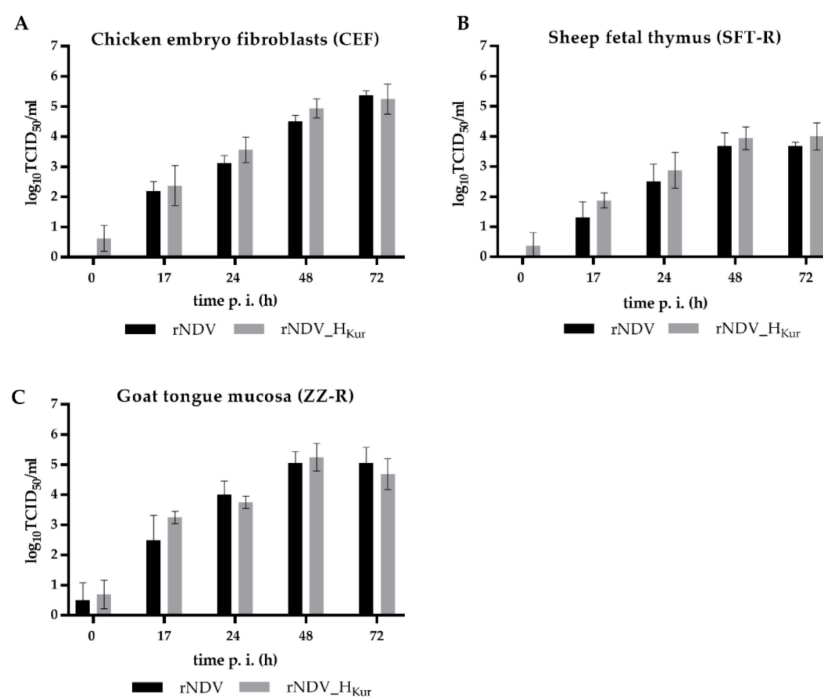 A
Chicken embryo fibroblasts (CEF)
7
6
5
4
3
2
1
0
log₁₀TCID₅₀/ml
0 17 24 48 72
time p. i. (h)
rNDV rNDV_H_Kur
B
Sheep fetal thymus (SFT-R)
7
6
5
4
3
2
1
0
log₁₀TCID₅₀/ml
0 17 24 48 72
time p. i. (h)
rNDV rNDV_H_Kur
C
Goat tongue mucosa (ZZ-R)
7
6
5
4
3
2
1
0
log₁₀TCID₅₀/ml
0 17 24 48 72
time p. i. (h)
rNDV rNDV_H_Kur